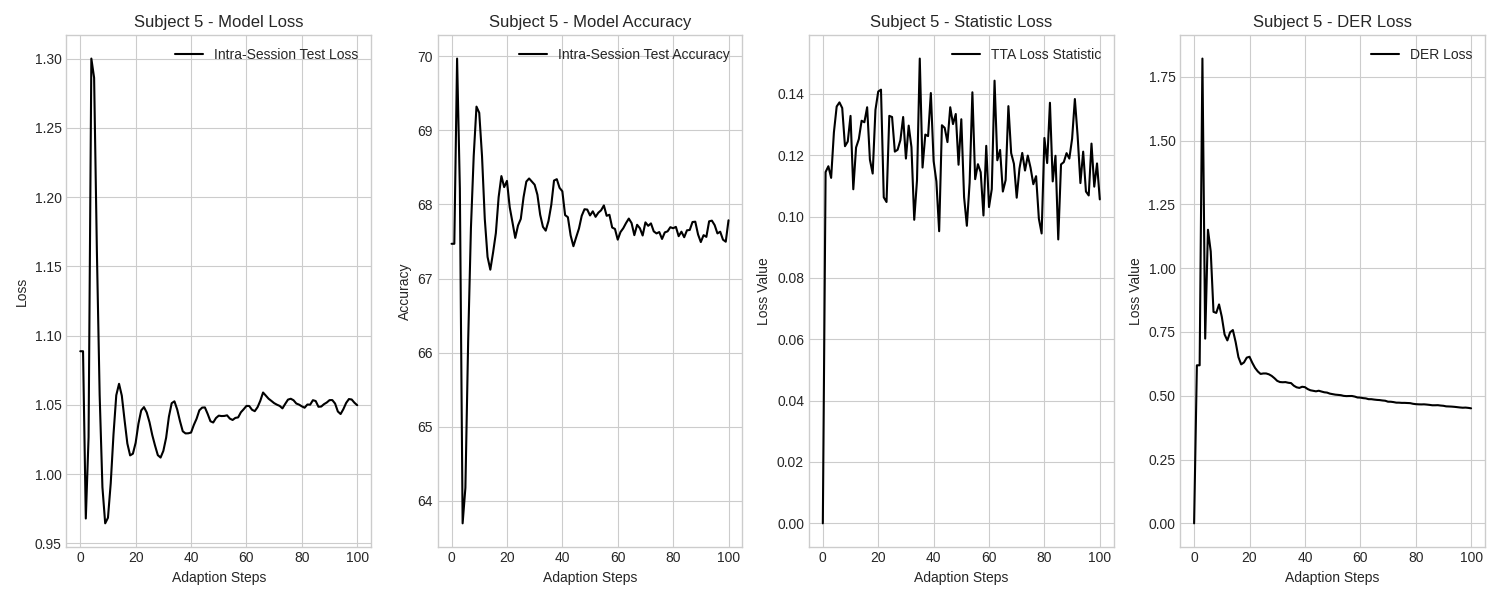 Subject 5 - Model Loss
Intra-Session Test Loss
1.30
1.25
1.20
1.15
1.10
1.05
1.00
0.95
Loss
0 20 40 60 80 100
Adaption Steps
Subject 5 - Model Accuracy
Intra-Session Test Accuracy
70
69
68
67
66
65
64
Accuracy
0 20 40 60 80 100
Adaption Steps
Subject 5 - Statistic Loss
TTA Loss Statistic
0.14
0.12
0.10
0.08
0.06
0.04
0.02
0.00
Loss Value
0 20 40 60 80 100
Adaption Steps
Subject 5 - DER Loss
DER Loss
1.75
1.50
1.25
1.00
0.75
0.50
0.25
0.00
Loss Value
0 20 40 60 80 100
Adaption Steps